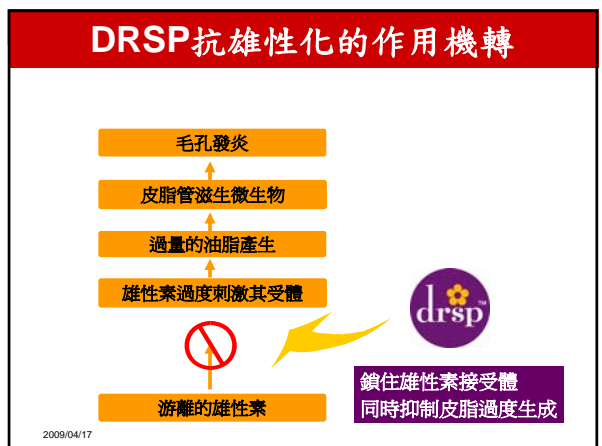 DRSP抗雄性化的作用機轉
毛孔發炎
皮脂管滋生微生物
過量的油脂產生
雄性素過度刺激其受體
drsp™
鎖住雄性素接受體
同時抑制皮脂過度生成
游離的雄性素
2009/04/17